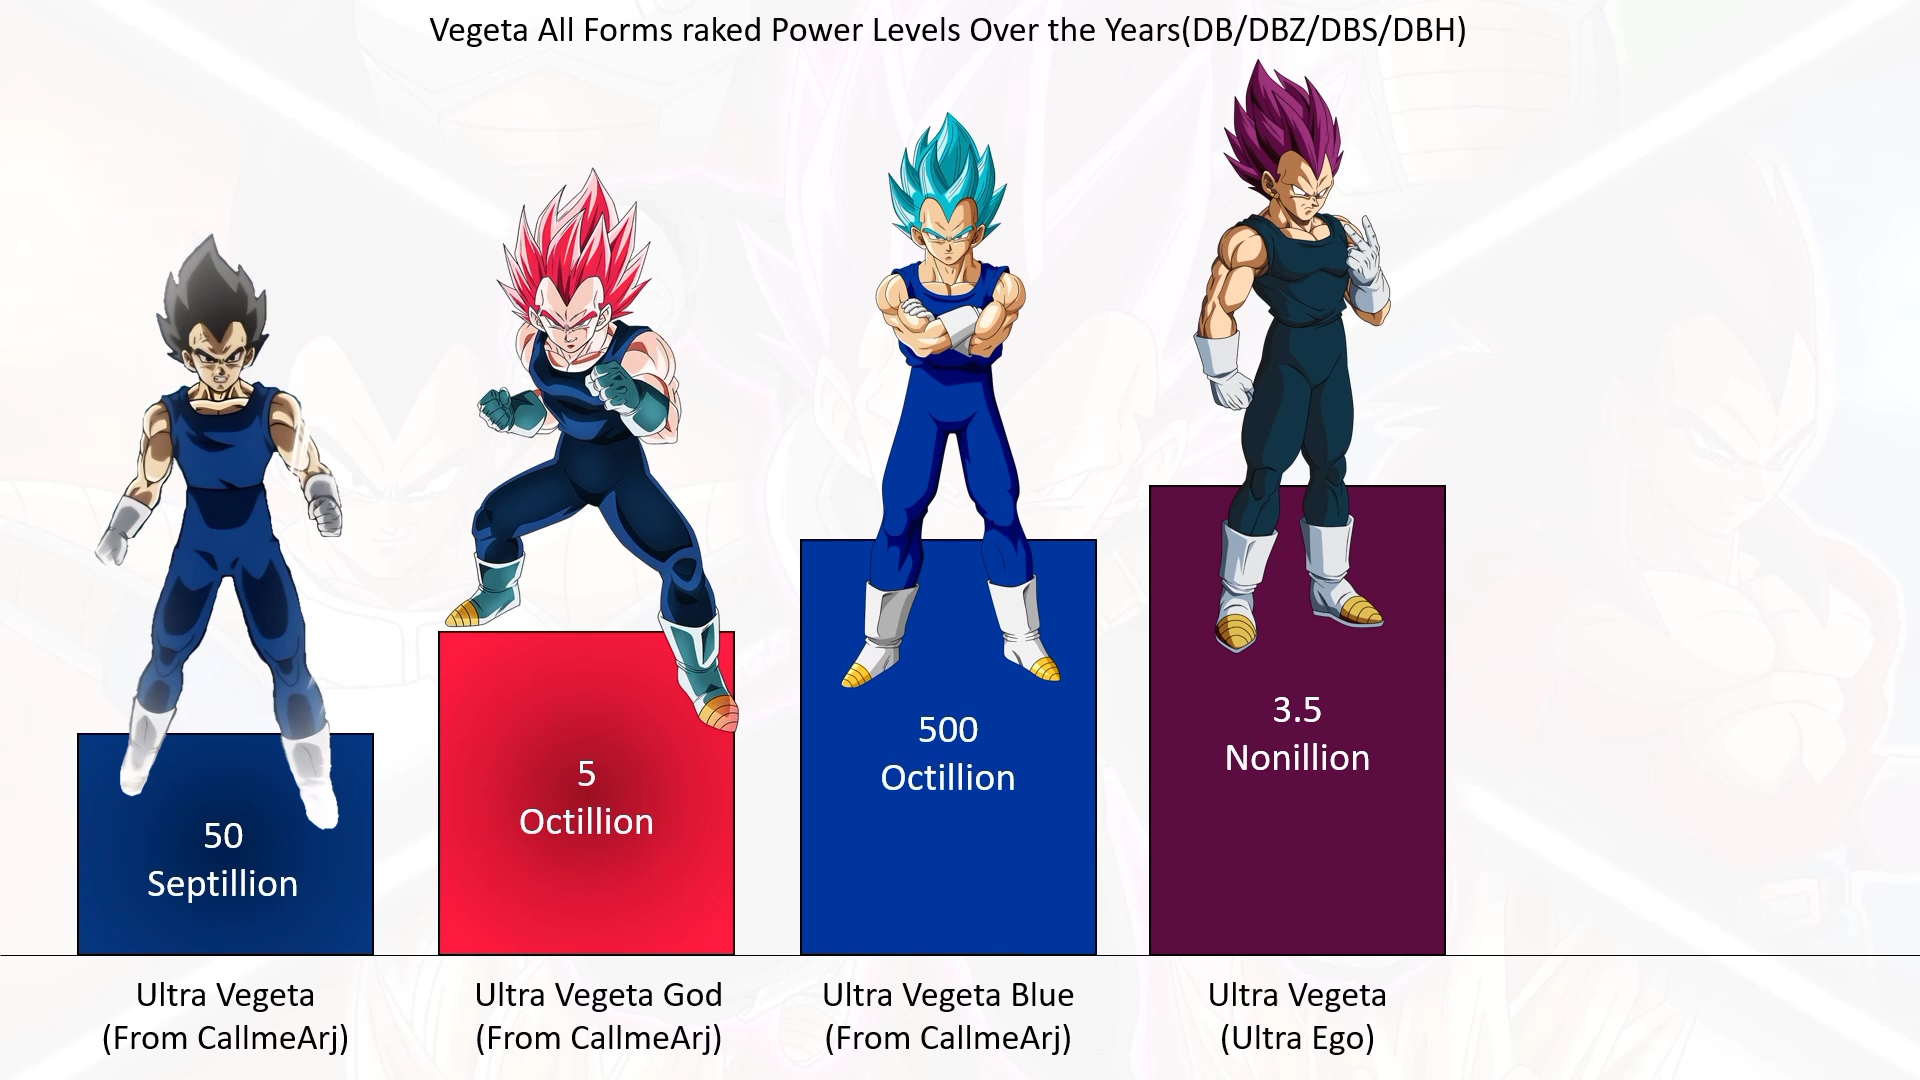 Vegeta All Forms raked Power Levels Over the Years(DB/DBZ/DBS/DBH)
50
Septillion
5
Octillion
500
Octillion
3.5
Nonillion
Ultra Vegeta
(From CallmeArj)
Ultra Vegeta God
(From CallmeArj)
Ultra Vegeta Blue
(From CallmeArj)
Ultra Vegeta
(Ultra Ego)